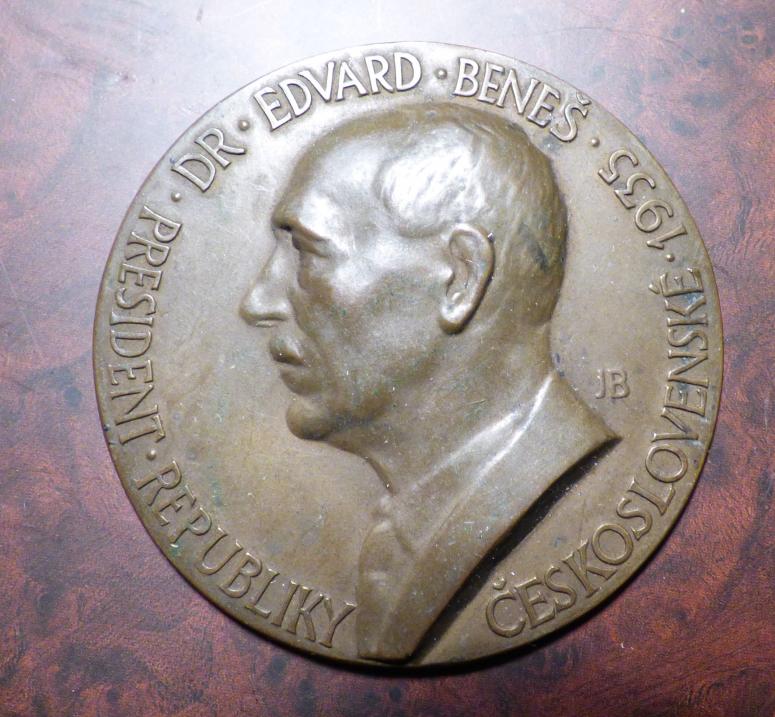 PRESIDENT · REPUBLIKY ČESKOSLOVENSKÉ · 1935 · DR · EDVARD · BENEŠ ·
JB